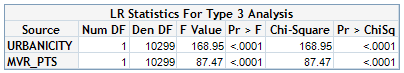 LR Statistics For Type 3 Analysis
Source Num DF Den DF F Value Pr > F Chi-Square Pr > ChiSq
URBANICITY 1 10299 168.95 <.0001 168.95 <.0001
MVR_PTS 1 10299 87.47 <.0001 87.47 <.0001